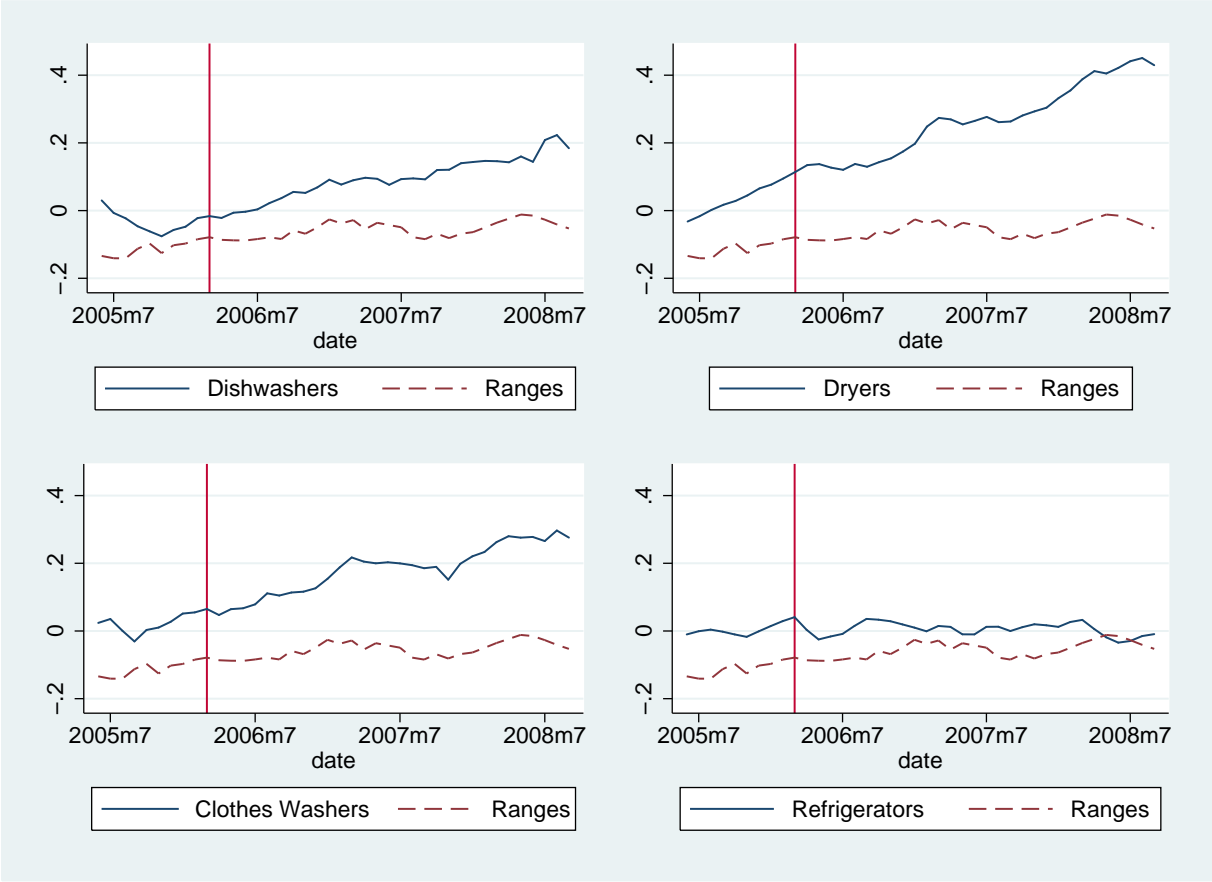 .4
.2
0
-.2
2005m7 2006m7 2007m7 2008m7
date
Dishwashers Ranges
.4
.2
0
-.2
2005m7 2006m7 2007m7 2008m7
date
Dryers Ranges
.4
.2
0
-.2
2005m7 2006m7 2007m7 2008m7
date
Clothes Washers Ranges
.4
.2
0
-.2
2005m7 2006m7 2007m7 2008m7
date
Refrigerators Ranges